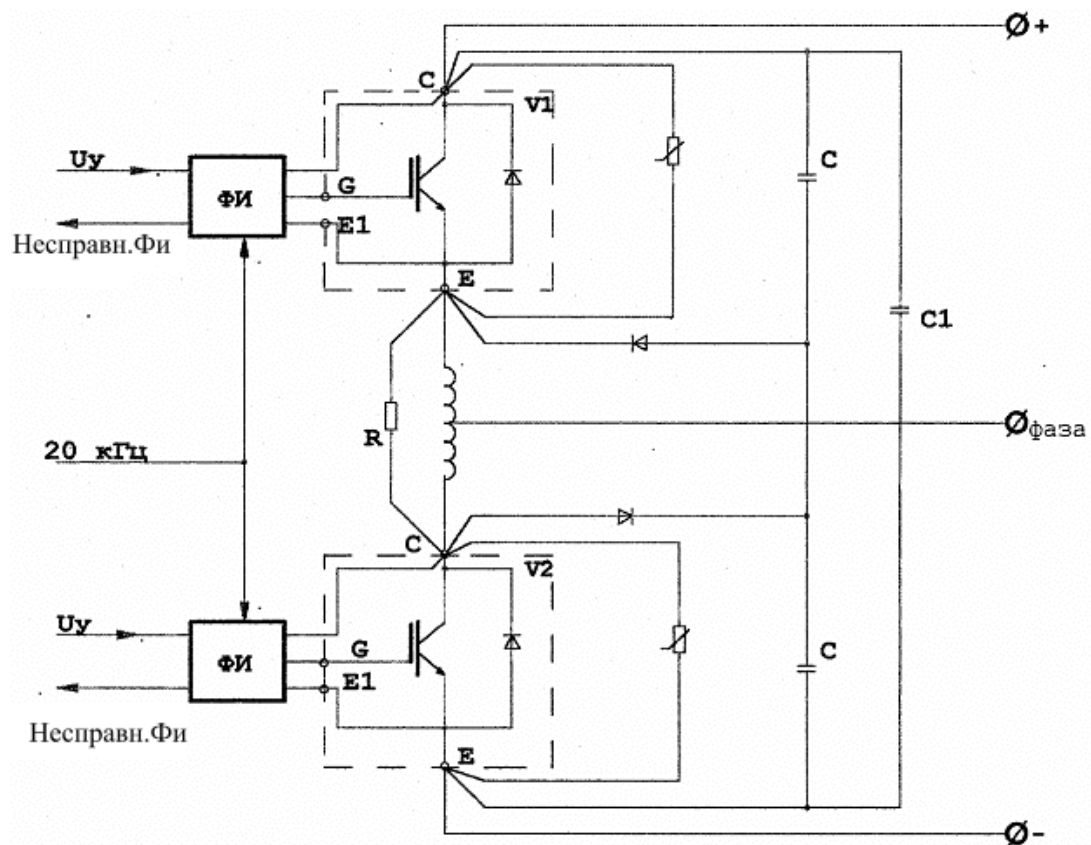 Ø+
C
V1
C
Uy
ФИ
G
E1
Несправн.Фи
E
C1
R
Øфаза
20 кГц
C
V2
Uy
ФИ
G
E1
C
Несправн.Фи
E
Ø-